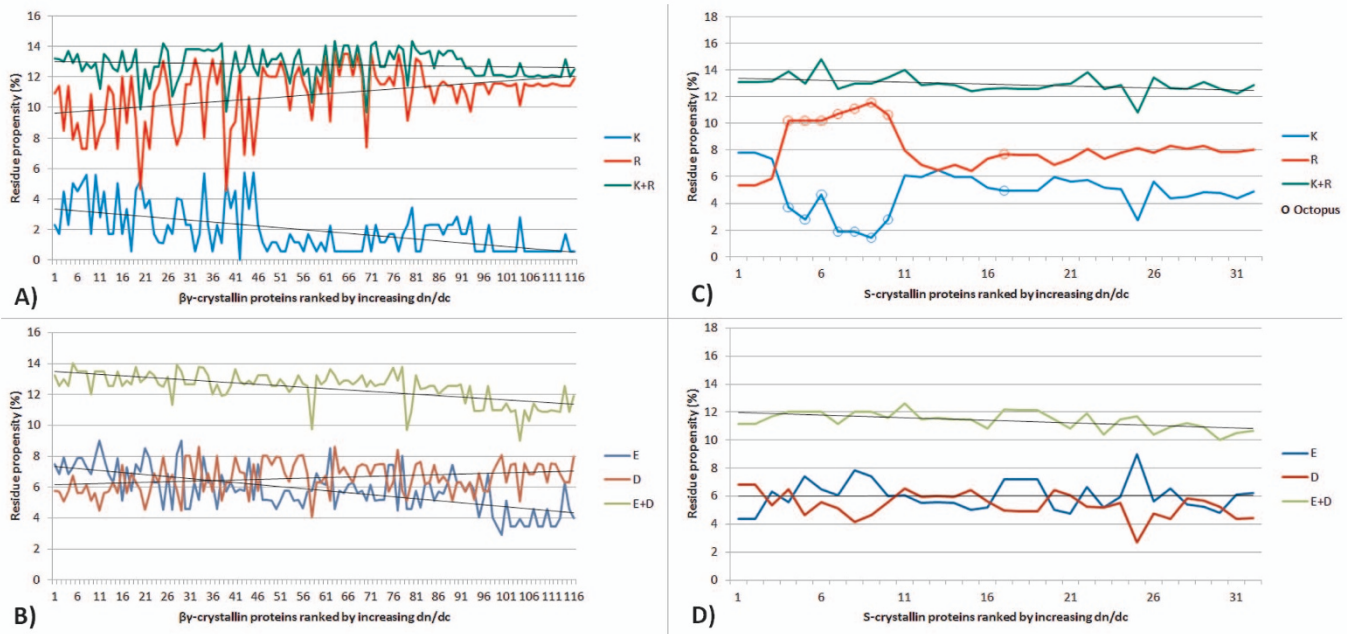 16
14
12
10
8
6
4
2
0
Residue propensity (%)
1 6 11 16 21 26 31 36 41 46 51 56 61 66 71 76 81 86 91 96 101 106 111 116
βγ-crystallin proteins ranked by increasing dn/dc
K
R
K+R
A)
18
16
14
12
10
8
6
4
2
0
Residue propensity (%)
1 6 11 16 21 26 31
S-crystallin proteins ranked by increasing dn/dc
K
R
K+R
O Octopus
C)
16
14
12
10
8
6
4
2
0
Residue propensity (%)
1 6 11 16 21 26 31 36 41 46 51 56 61 66 71 76 81 86 91 96 101 106 111 116
βγ-crystallin proteins ranked by increasing dn/dc
E
D
E+D
B)
18
16
14
12
10
8
6
4
2
0
Residue propensity (%)
1 6 11 16 21 26 31
S-crystallin proteins ranked by increasing dn/dc
E
D
E+D
D)